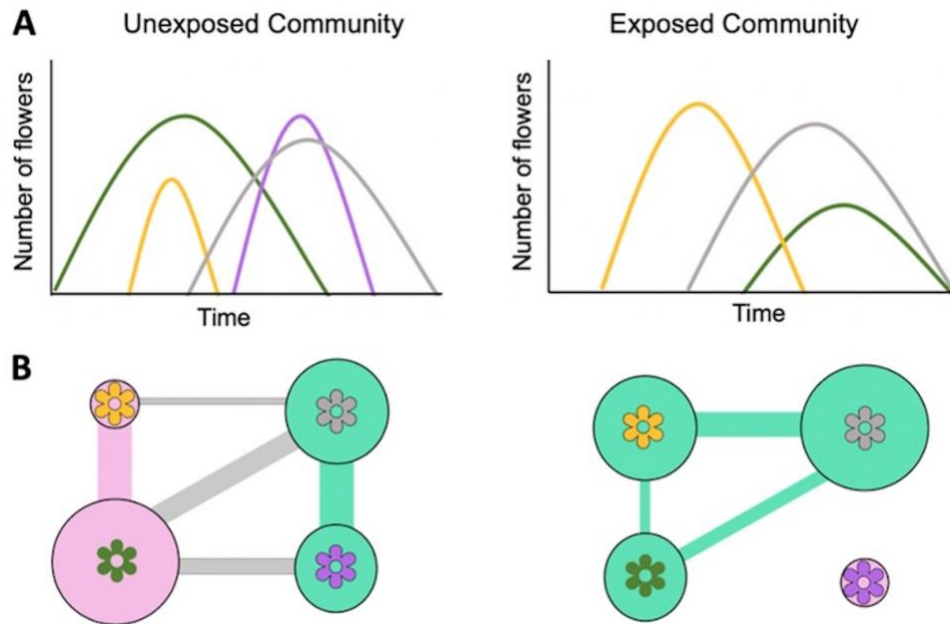 A
Unexposed Community
Exposed Community
Number of flowers
Time
Number of flowers
Time
B